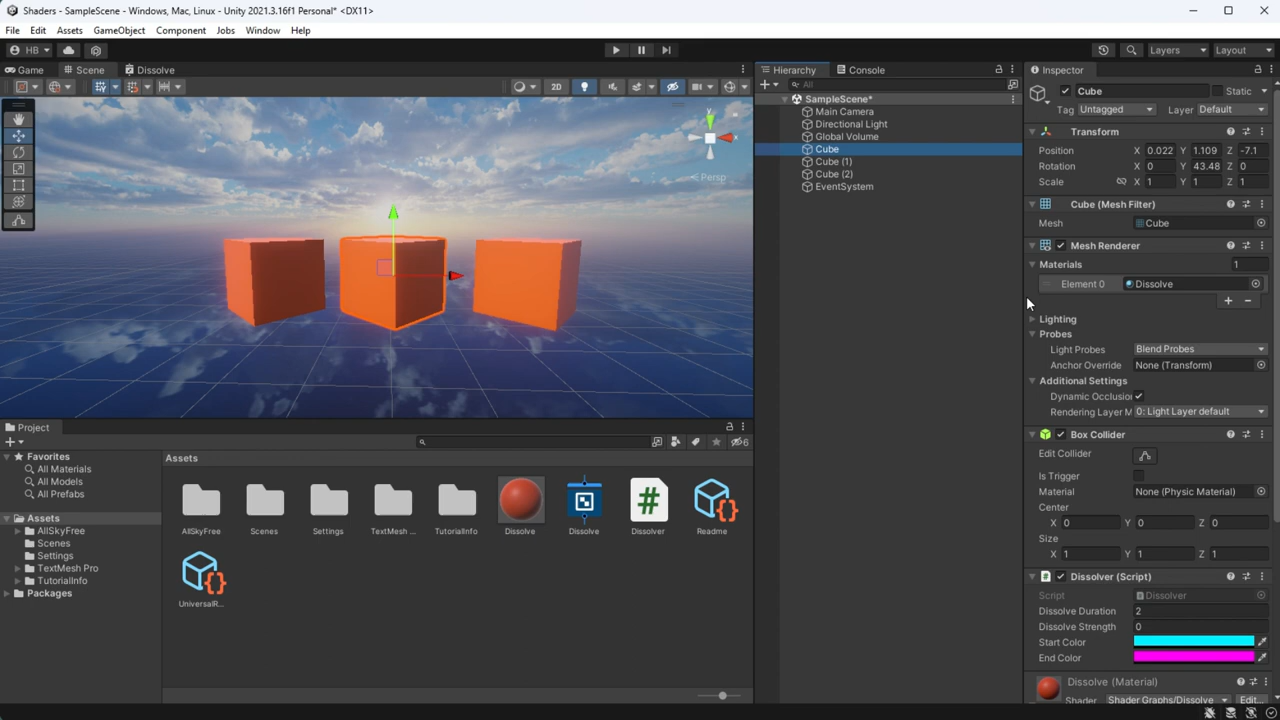 Shaders - SampleScene - Windows, Mac, Linux - Unity 2021.3.16f1 Personal* <DX11>
File Edit Assets GameObject Component Jobs Window Help
HB Layers Layout
Game Scene Dissolve
2D
y
x
Persp
Hierarchy Console
All
SampleScene*
Main Camera
Directional Light
Global Volume
Cube
Cube (1)
Cube (2)
EventSystem
Inspector
Cube Static
Tag Untagged Layer Default
Transform
Position X 0.022 Y 1.109 Z -7.1
Rotation X 0 Y 43.48 Z 0
Scale X 1 Y 1 Z 1
Cube (Mesh Filter)
Mesh Cube
Mesh Renderer
Materials 1
Element 0 Dissolve
Lighting
Probes
Light Probes Blend Probes
Anchor Override None (Transform)
Additional Settings
Dynamic Occlusion
Rendering Layer M 0: Light Layer default
Box Collider
Edit Collider
Is Trigger
Material None (Physic Material)
Center
X 0 Y 0 Z 0
Size
X 1 Y 1 Z 1
Dissolver (Script)
Script Dissolver
Dissolve Duration 2
Dissolve Strength 0
Start Color
End Color
Dissolve (Material)
Shader Shader Graphs/Dissolve Edit...
Project
6
Favorites
All Materials
All Models
All Prefabs
Assets
AllSkyFree
Scenes
Settings
TextMesh Pro
TutorialInfo
Packages
Assets
AllSkyFree Scenes Settings TextMesh ... TutorialInfo Dissolve Dissolve Dissolver Readme
UniversalR...